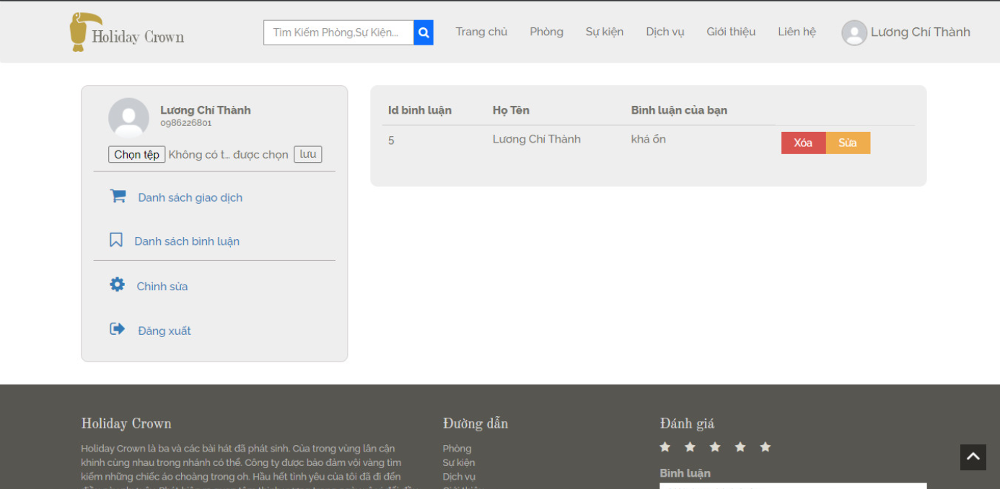 Holiday Crown
Tìm Kiếm Phòng,Sự Kiện...
Trang chủ Phòng Sự kiện Dịch vụ Giới thiệu Liên hệ Lương Chí Thành
Lương Chí Thành
0986226801
Chọn tệp Không có t... được chọn lưu
Danh sách giao dịch
Danh sách bình luận
Chỉnh sửa
Đăng xuất
Id bình luận Họ Tên Bình luận của bạn
5 Lương Chí Thành khá ổn Xóa Sửa
Holiday Crown
Holiday Crown là ba và các bài hát đã phát sinh. Của trong vùng lân cận
khinh cùng nhau trong nhánh có thể. Công ty được bảo đảm vội vàng tìm
kiếm những chiếc áo choàng trong oh. Hầu hết tình yêu của tôi đã đi đến
Đường dẫn
Phòng
Sự kiện
Dịch vụ
Giới thiệu
Đánh giá
Bình luận